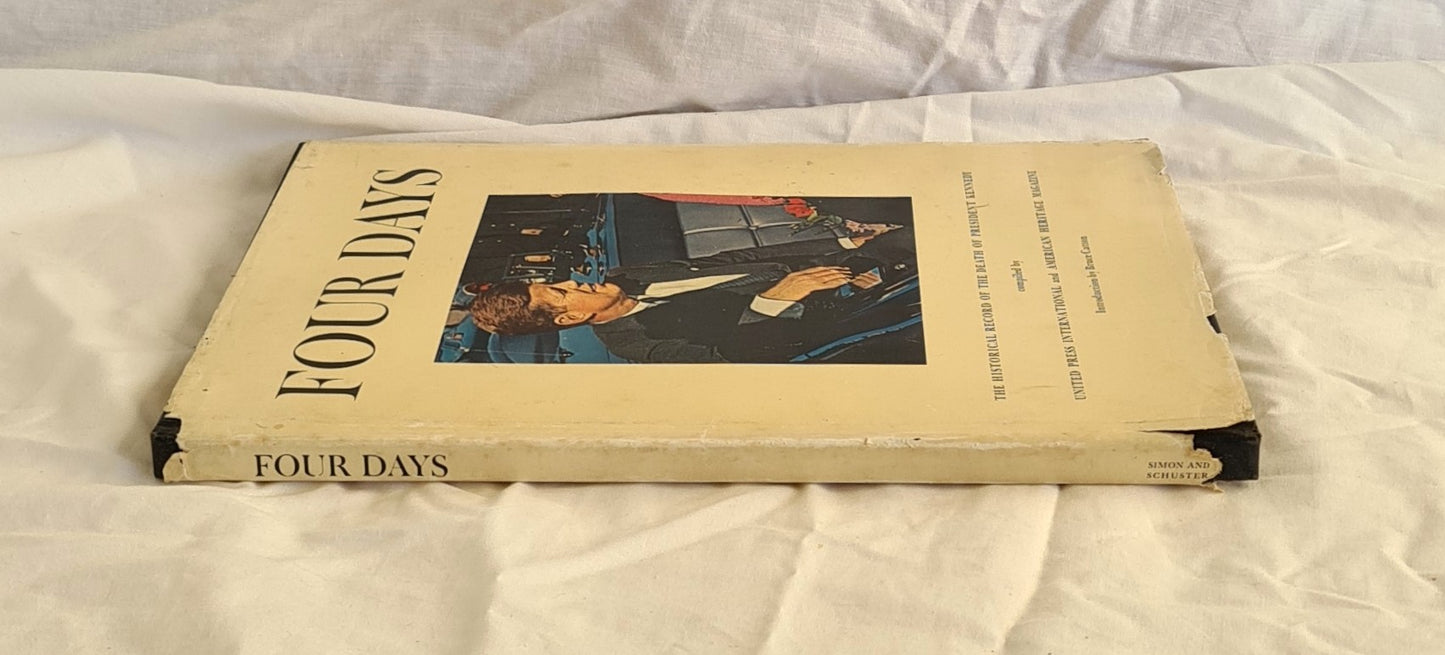 FOUR DAYS
THE HISTORICAL RECORD OF THE DEATH OF PRESIDENT KENNEDY
compiled by
UNITED PRESS INTERNATIONAL and AMERICAN HERITAGE MAGAZINE
Introduction by Bruce Catton
FOUR DAYS
SIMON AND
SCHUSTER